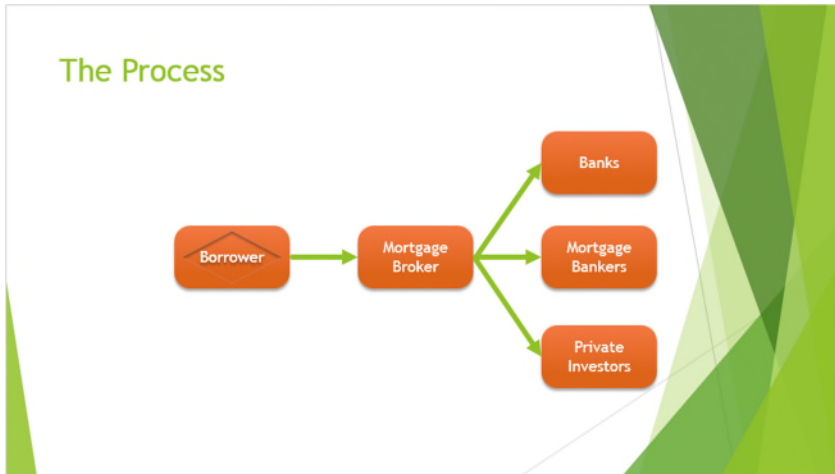 The Process
Banks
Borrower
Mortgage
Broker
Mortgage
Bankers
Private
Investors